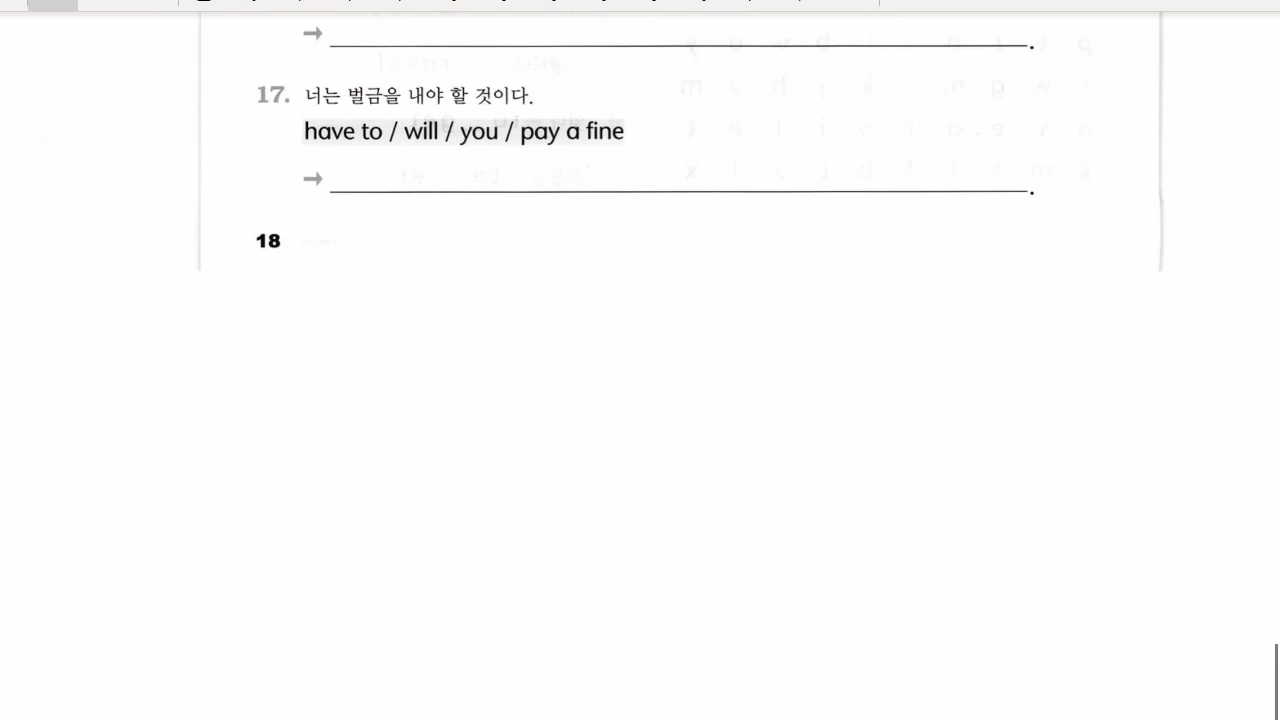 17. 너는 벌금을 내야 할 것이다.
have to / will / you / pay a fine
→ .
18